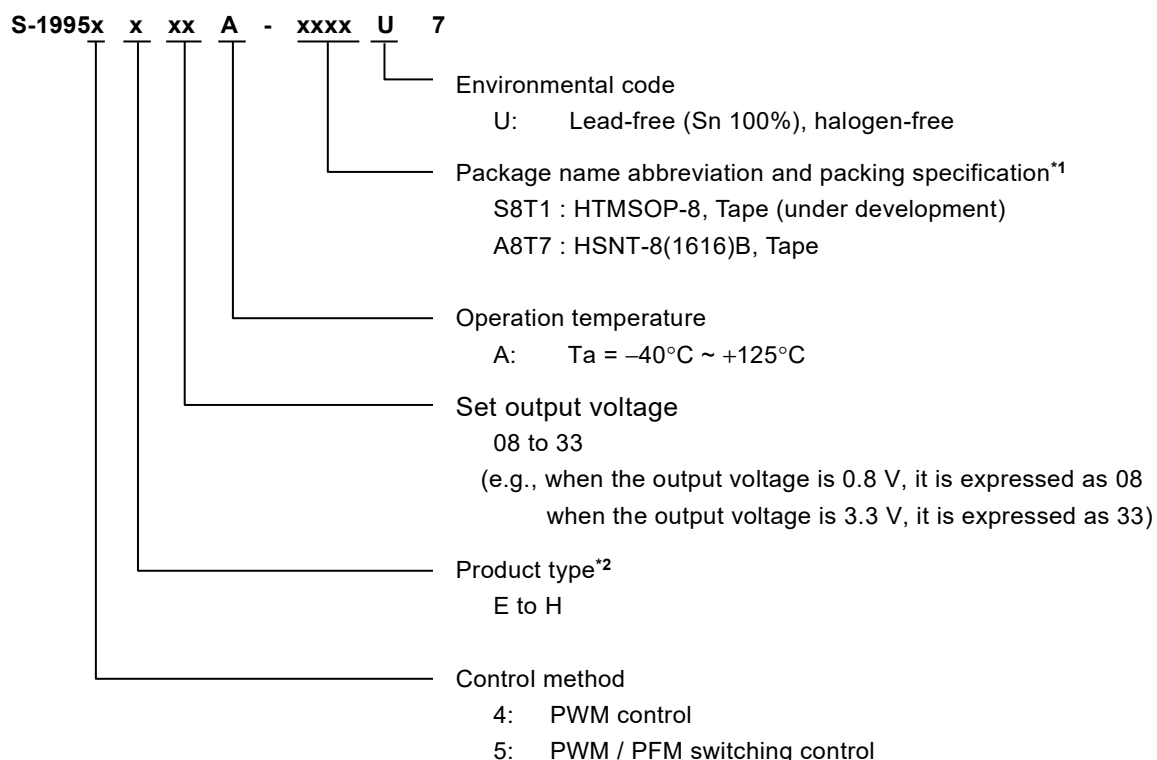 S-1995x x xx A - xxxx U 7
Environmental code
U: Lead-free (Sn 100%), halogen-free
Package name abbreviation and packing specification*1
S8T1 : HTMSOP-8, Tape (under development)
A8T7 : HSNT-8(1616)B, Tape
Operation temperature
A: Ta = −40°C ~ +125°C
Set output voltage
08 to 33
(e.g., when the output voltage is 0.8 V, it is expressed as 08
when the output voltage is 3.3 V, it is expressed as 33)
Product type*2
E to H
Control method
4: PWM control
5: PWM / PFM switching control